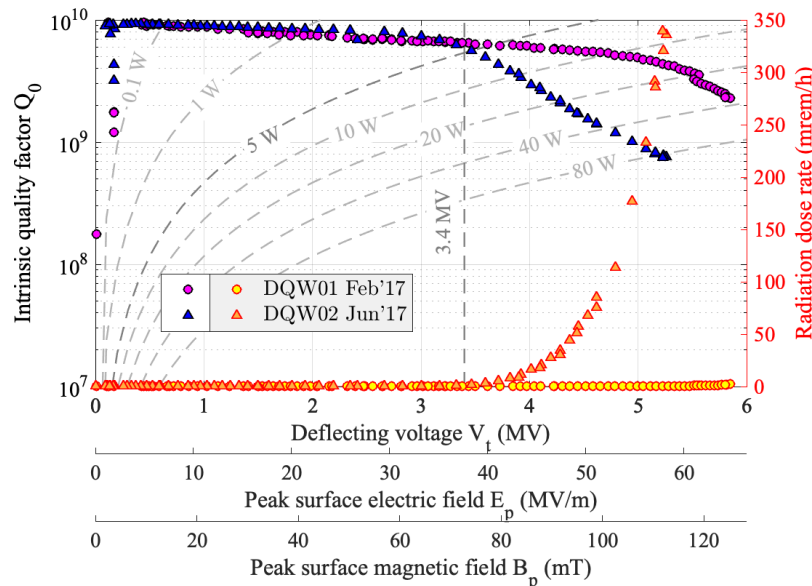 Intrinsic quality factor Q_0
10^10
10^9
10^8
10^7
0.1 W
1 W
5 W
10 W
20 W
40 W
80 W
3.4 MV
DQW01 Feb'17
DQW02 Jun'17
350
300
250
200
150
100
50
0
Radiation dose rate (mrem/h)
0 1 2 3 4 5 6
Deflecting voltage V_t (MV)
0 10 20 30 40 50 60
Peak surface electric field E_p (MV/m)
0 20 40 60 80 100 120
Peak surface magnetic field B_p (mT)